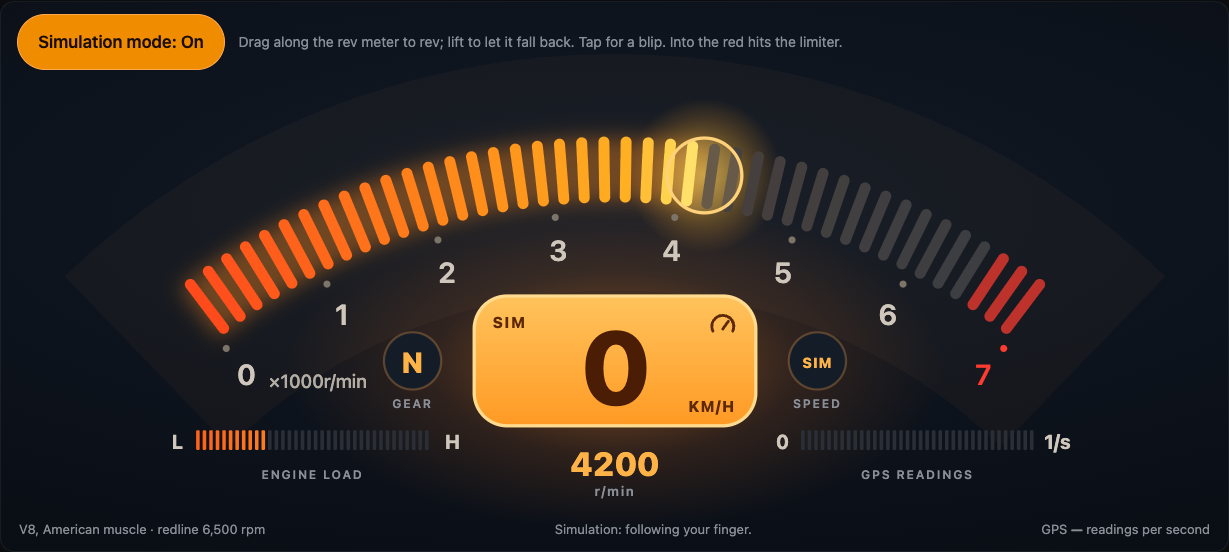 Simulation mode: On
Drag along the rev meter to rev; lift to let it fall back. Tap for a blip. Into the red hits the limiter.
0
1
2
3
4
5
6
7
×1000r/min
N
GEAR
SIM
0
KM/H
SIM
SPEED
L
H
ENGINE LOAD
4200
r/min
0
1/s
GPS READINGS
V8, American muscle · redline 6,500 rpm
Simulation: following your finger.
GPS — readings per second